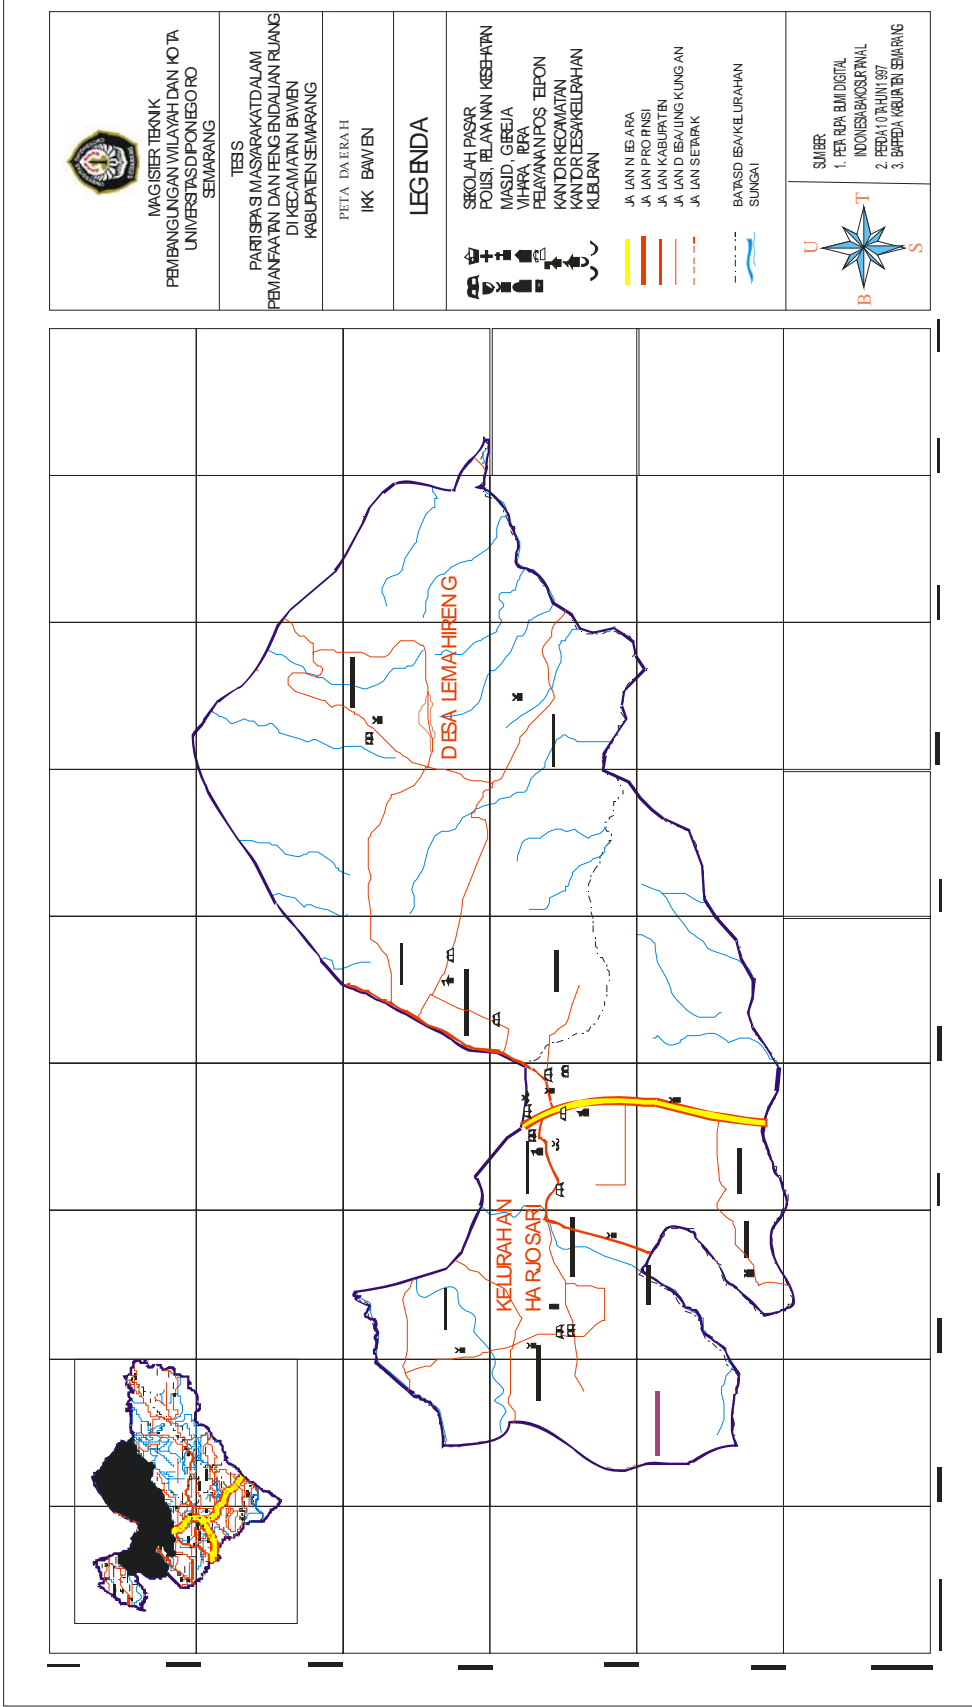 MAGISTER TEKNIK
PEMBANGUNGAN WILAYAH DAN KOTA
UNIVERSITAS DIPONEGORO
SEMARANG
TESIS
PARTISIPASI MASYARAKAT DALAM
PEMANFAATAN DAN PENGENDALIAN RUANG
DI KECAMATAN BAWEN
KABUPATEN SEMARANG
PETA DAERAH
IKK BAWEN
LEGENDA
SEKOLAH, PASAR
POLISI, PELAYANAN KESEHATAN
MASJID, GEREJA
VIHARA, PURA
PELAYANAN POS, TELPON
KANTOR KECAMATAN
KANTOR DESA/KELURAHAN
KUBURAN
JALAN NEGARA
JALAN PROPINSI
JALAN KABUPATEN
JALAN DESA/LINGKUNGAN
JALAN SETAPAK
BATAS DESA/KELURAHAN
SUNGAI
SUMBER
1. PETA RUPA BUMI DIGITAL
INDONESIA BAKOSURTANAL
2. PERDA 10 TAHUN 1997
3. BAPPEDA KABUPATEN SEMARANG
U
T
B
S
DESA LEMAHIRENG
KELURAHAN
HARJOSARI